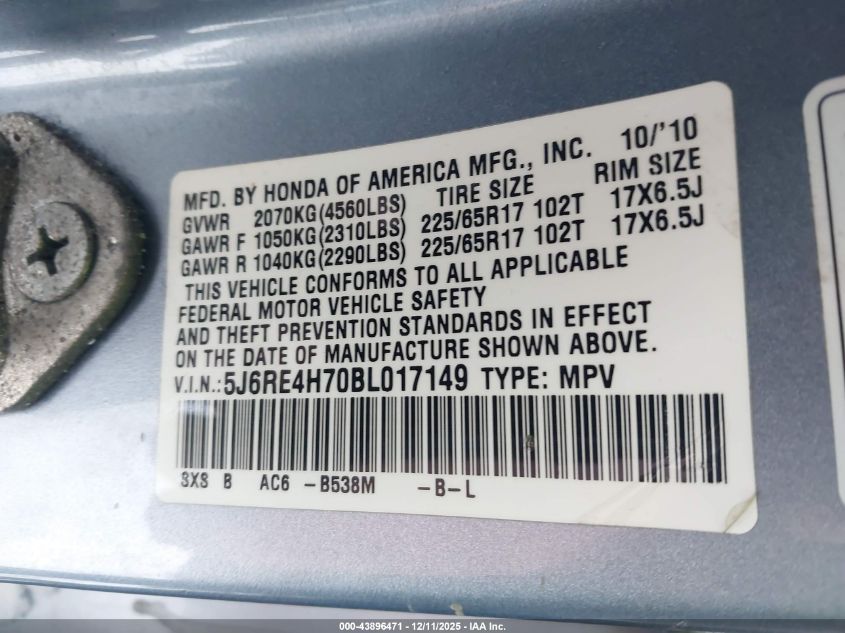 MFD. BY HONDA OF AMERICA MFG., INC. 10/'10
GVWR 2070KG(4560LBS) TIRE SIZE RIM SIZE
GAWR F 1050KG(2310LBS) 225/65R17 102T 17X6.5J
GAWR R 1040KG(2290LBS) 225/65R17 102T 17X6.5J
THIS VEHICLE CONFORMS TO ALL APPLICABLE
FEDERAL MOTOR VEHICLE SAFETY
AND THEFT PREVENTION STANDARDS IN EFFECT
ON THE DATE OF MANUFACTURE SHOWN ABOVE.
V.I.N.: 5J6RE4H70BL017149 TYPE: MPV
SXS B AC6 -B538M -B-L
000-43896471 - 12/11/2025 - IAA Inc.